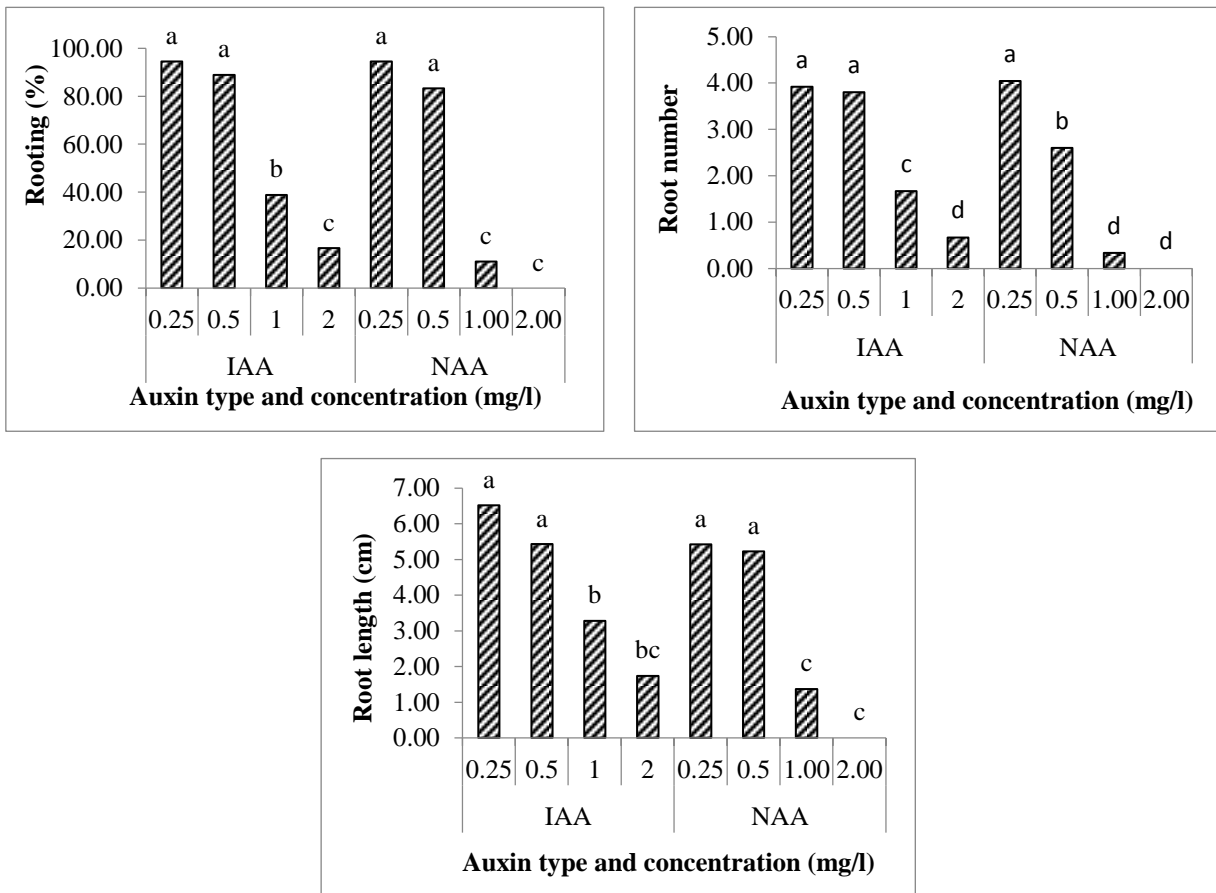 Rooting (%)
100.00
80.00
60.00
40.00
20.00
0.00
a a b c a a c c
0.25 0.5 1 2 0.25 0.5 1.00 2.00
IAA NAA
Auxin type and concentration (mg/l)
Root number
5.00
4.00
3.00
2.00
1.00
0.00
a a c d a b d d
0.25 0.5 1 2 0.25 0.5 1.00 2.00
IAA NAA
Auxin type and concentration (mg/l)
Root length (cm)
7.00
6.00
5.00
4.00
3.00
2.00
1.00
0.00
a a b bc a a c c
0.25 0.5 1 2 0.25 0.5 1.00 2.00
IAA NAA
Auxin type and concentration (mg/l)